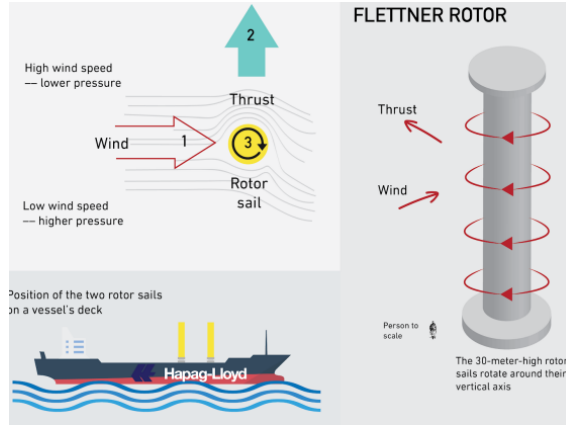 FLETTNER ROTOR
High wind speed
— lower pressure
2
Thrust
Wind
1
3
Rotor
sail
Low wind speed
— higher pressure
Thrust
Wind
Person to
scale
The 30-meter-high rotor
sails rotate around their
vertical axis
Position of the two rotor sails
on a vessel's deck
Hapag-Lloyd